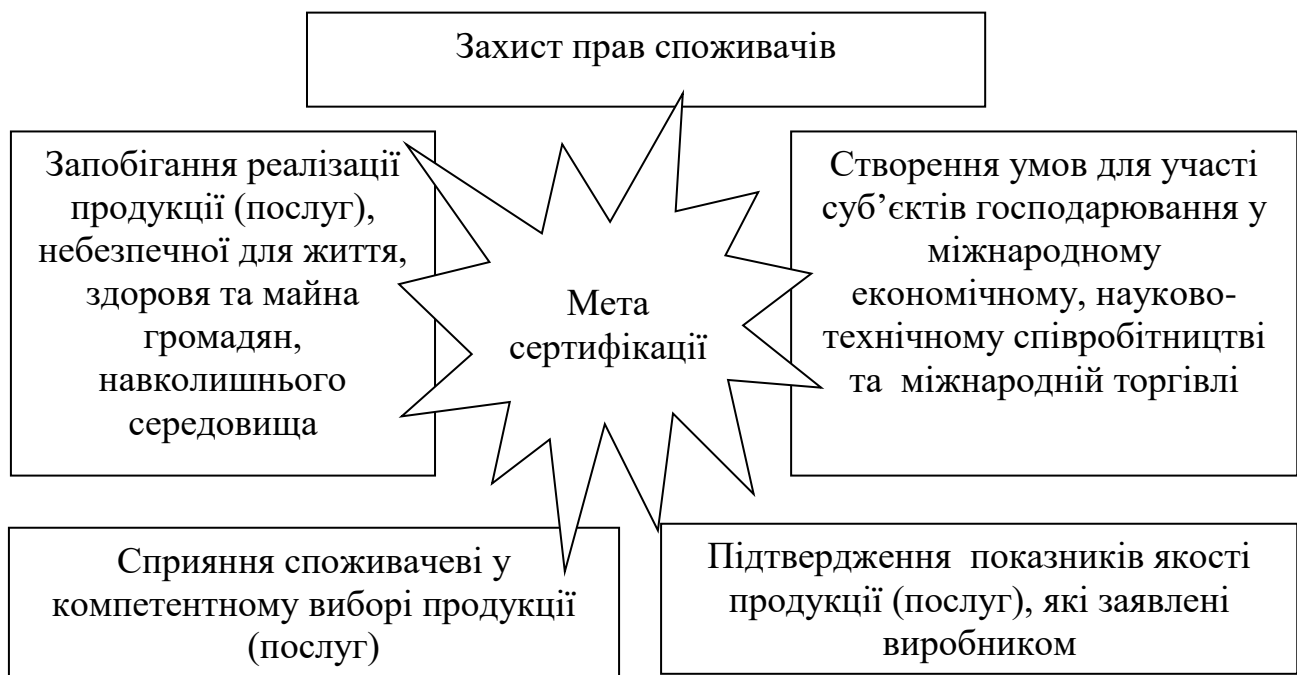 Захист прав споживачів
Запобігання реалізації
продукції (послуг),
небезпечної для життя,
здоровя та майна
громадян,
навколишнього
середовища
Мета
сертифікації
Створення умов для участі
суб’єктів господарювання у
міжнародному
економічному, науково-
технічному співробітництві
та міжнародній торгівлі
Сприяння споживачеві у
компетентному виборі продукції
(послуг)
Підтвердження показників якості
продукції (послуг), які заявлені
виробником